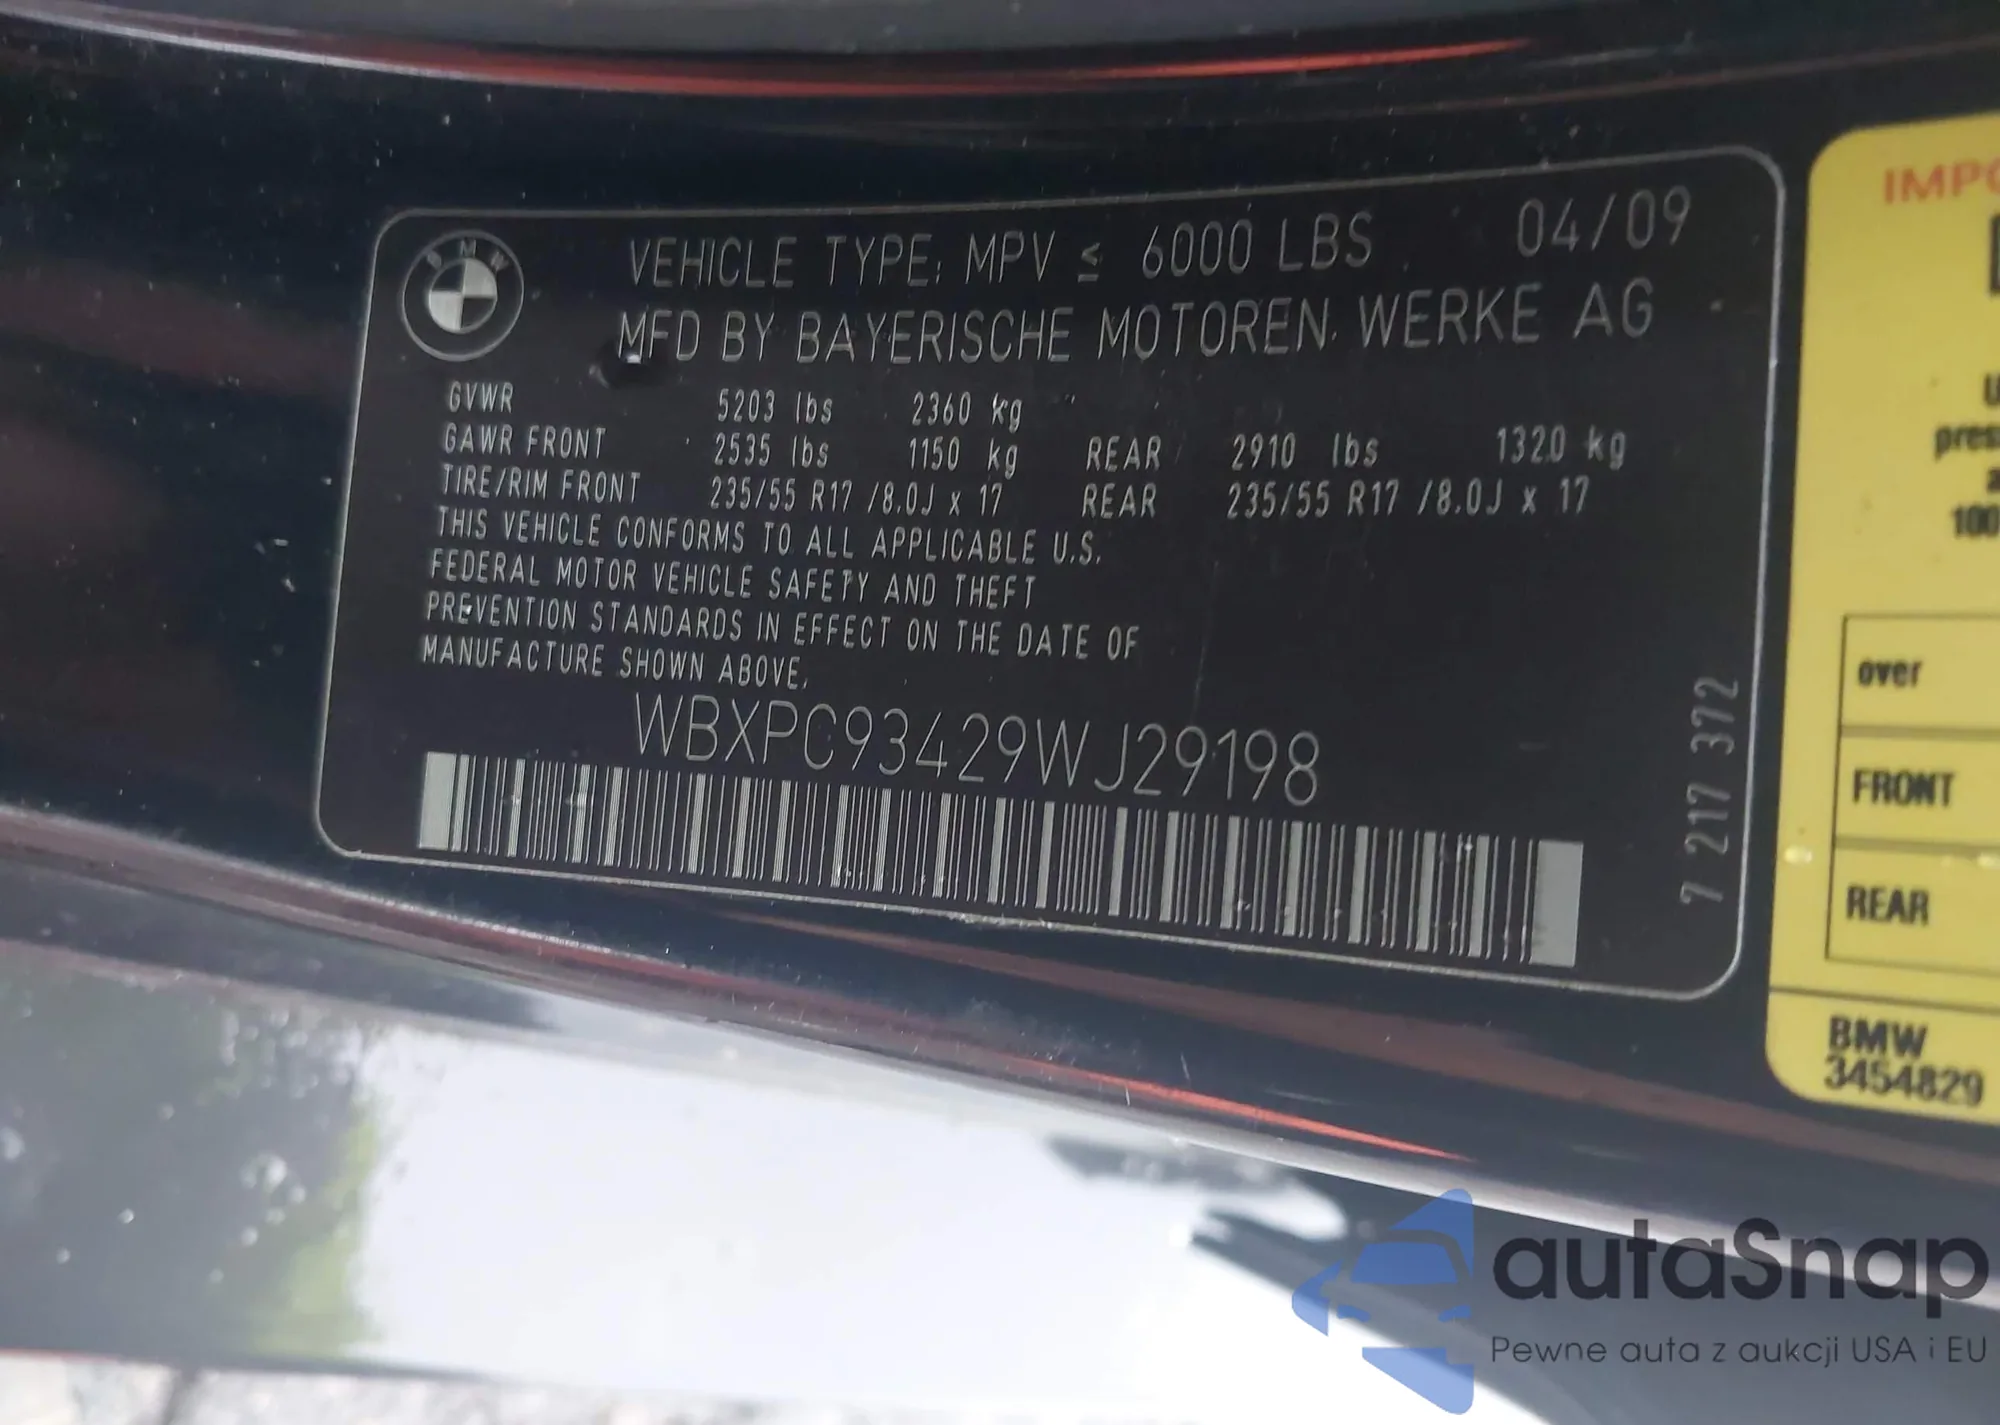 BMW
VEHICLE TYPE: MPV ≤ 6000 LBS 04/09
MFD BY BAYERISCHE MOTOREN WERKE AG
GVWR 5203 lbs 2360 kg
GAWR FRONT 2535 lbs 1150 kg REAR 2910 lbs 1320 kg
TIRE/RIM FRONT 235/55 R17 /8.0J x 17 REAR 235/55 R17 /8.0J x 17
THIS VEHICLE CONFORMS TO ALL APPLICABLE U.S.
FEDERAL MOTOR VEHICLE SAFETY AND THEFT
PREVENTION STANDARDS IN EFFECT ON THE DATE OF
MANUFACTURE SHOWN ABOVE.
WBXPC93429WJ29198
7 217 372
over
FRONT
REAR
BMW
3454829
autaSnap
Pewne auta z aukcji USA i EU